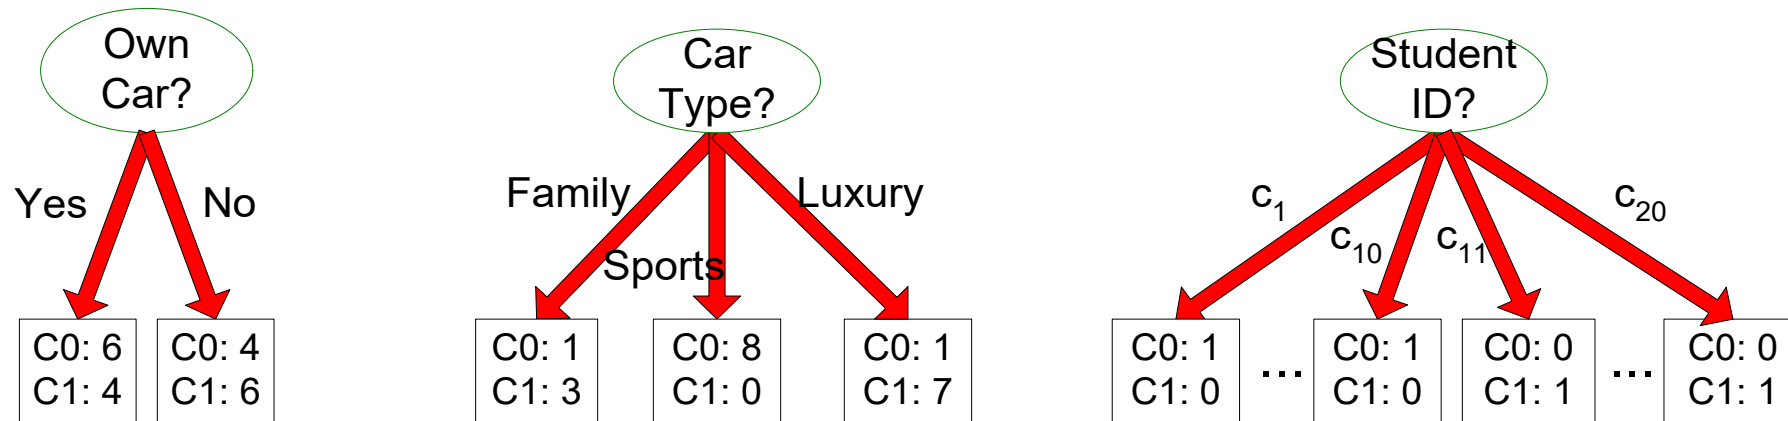 Own
Car?
Yes
No
C0: 6
C1: 4
C0: 4
C1: 6
Car
Type?
Family
Sports
Luxury
C0: 1
C1: 3
C0: 8
C1: 0
C0: 1
C1: 7
Student
ID?
c1
c10
c11
c20
C0: 1
C1: 0
...
C0: 1
C1: 0
C0: 0
C1: 1
...
C0: 0
C1: 1